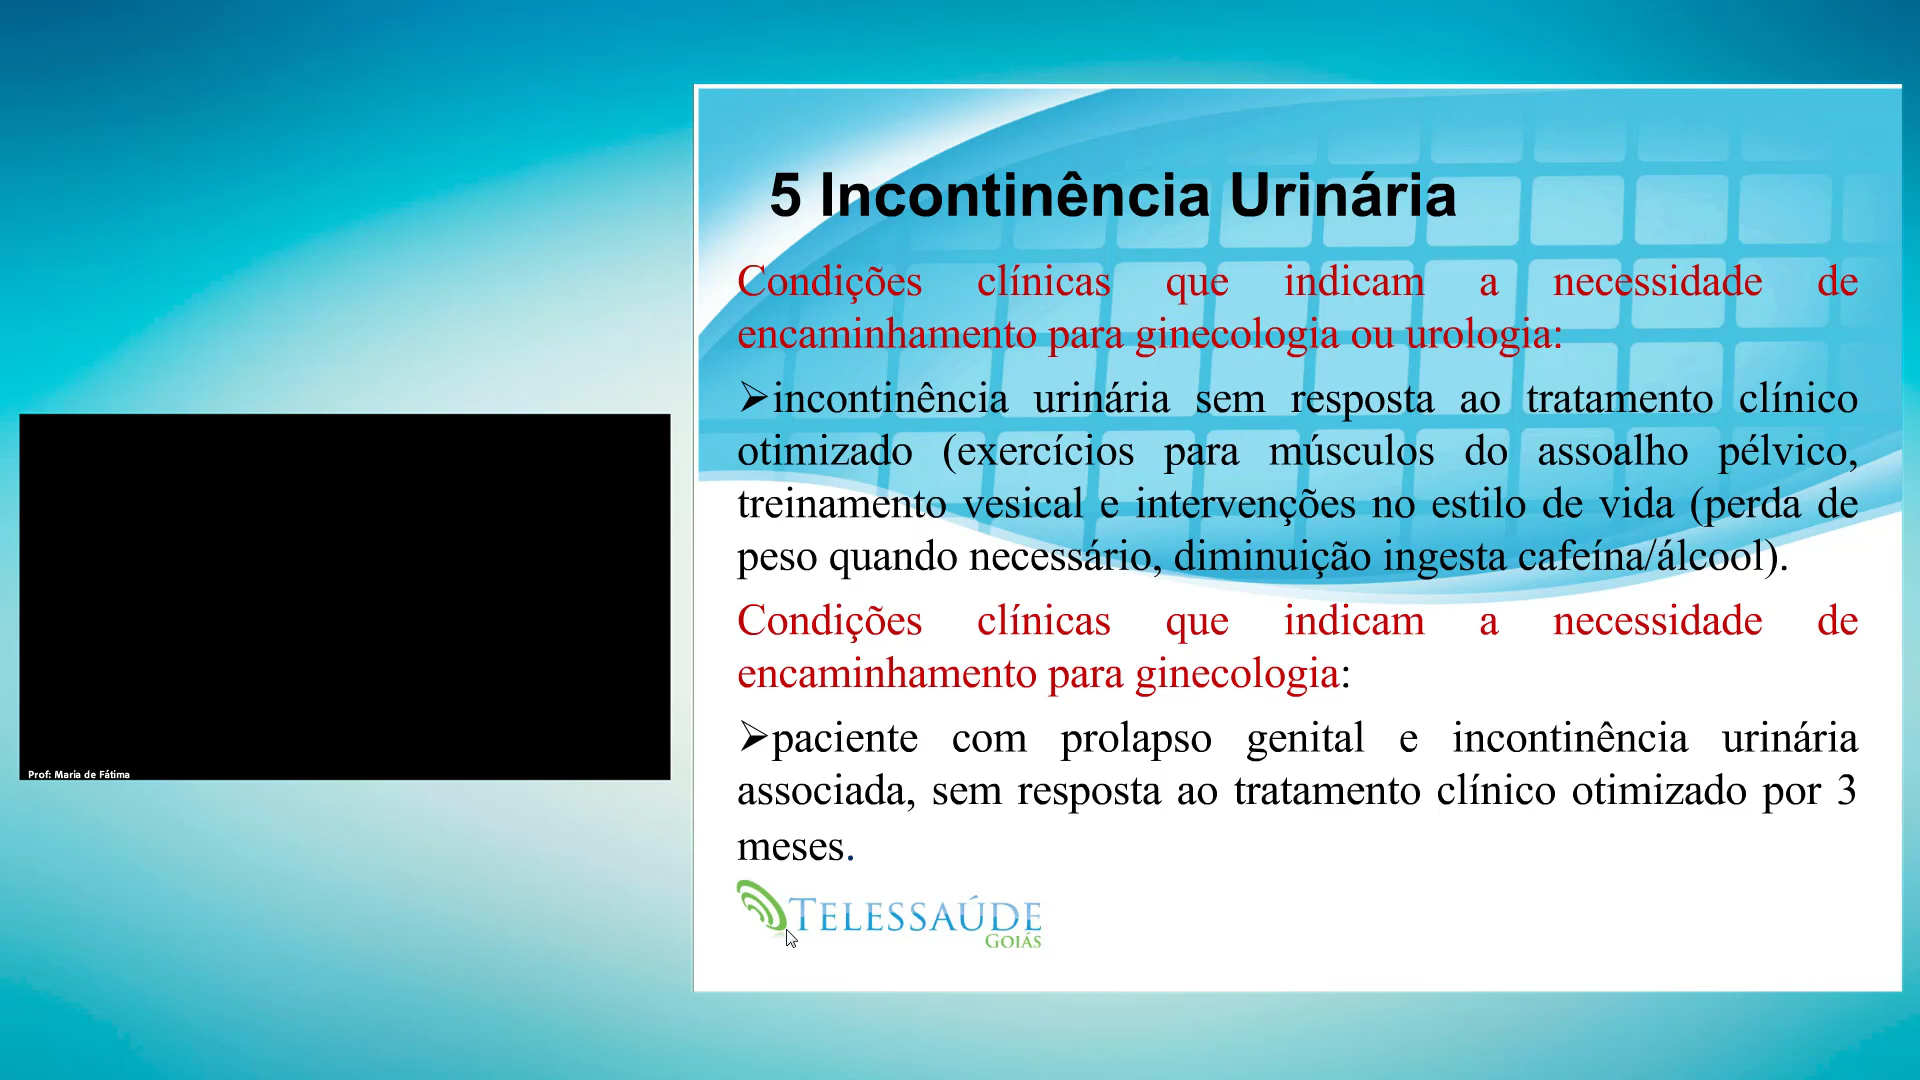 5 Incontinência Urinária
Condições clínicas que indicam a necessidade de
encaminhamento para ginecologia ou urologia:
➢incontinência urinária sem resposta ao tratamento clínico
otimizado (exercícios para músculos do assoalho pélvico,
treinamento vesical e intervenções no estilo de vida (perda de
peso quando necessário, diminuição ingesta cafeína/álcool).
Condições clínicas que indicam a necessidade de
encaminhamento para ginecologia:
➢paciente com prolapso genital e incontinência urinária
associada, sem resposta ao tratamento clínico otimizado por 3
meses.
TELESSAÚDE
GOIÁS
Prof: Maria de Fátima